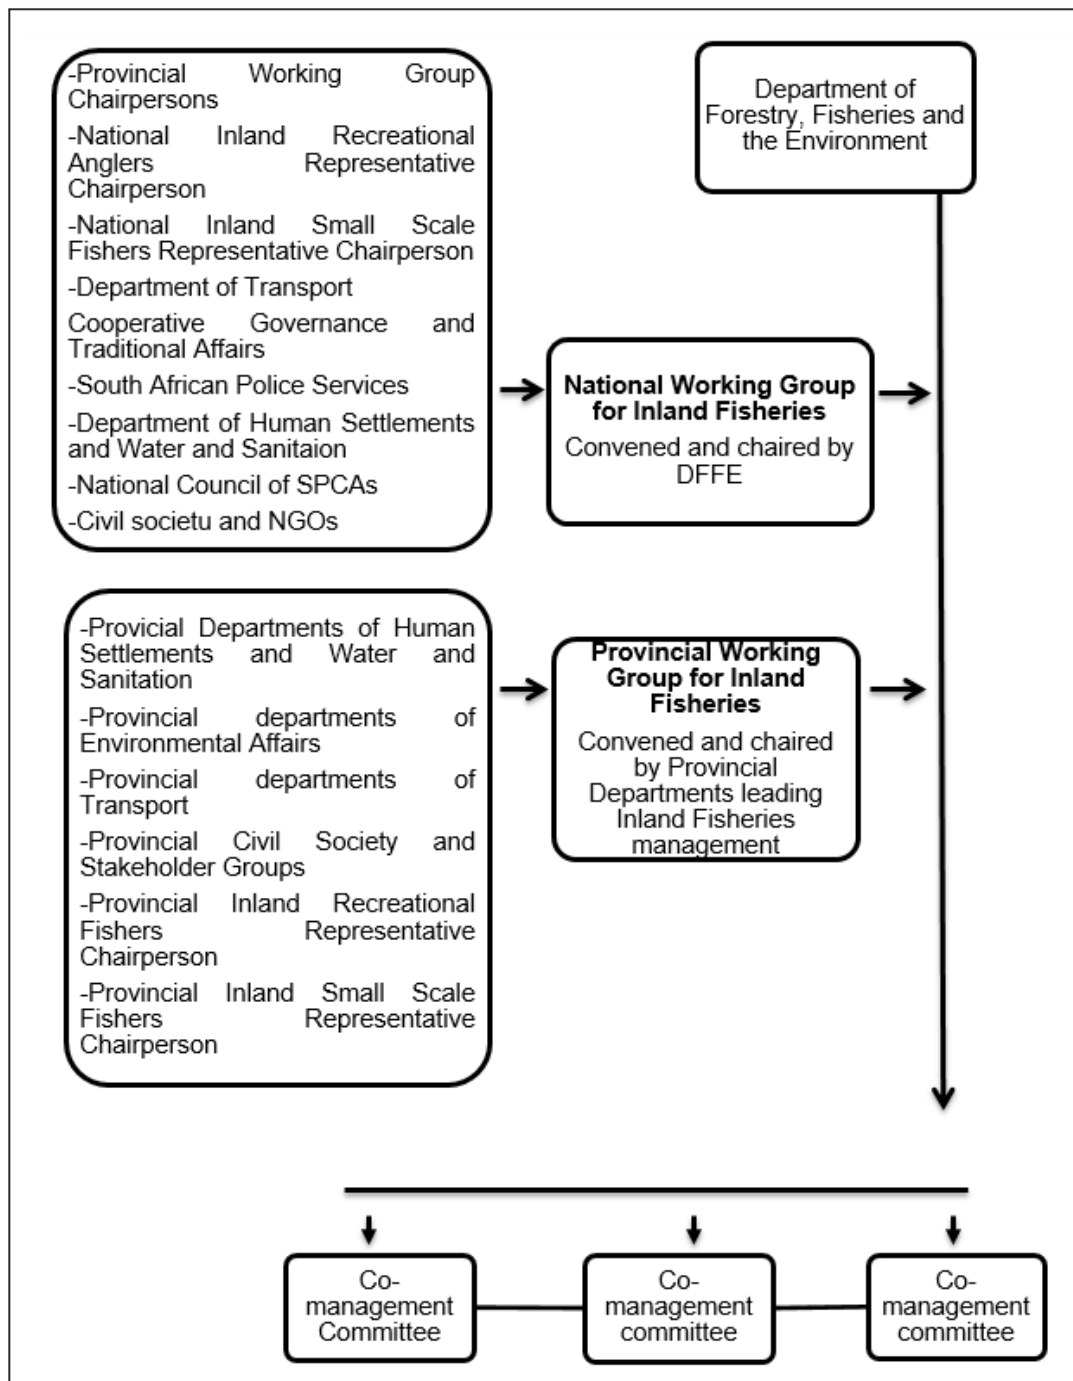 -Provincial Working Group
Chairpersons
-National Inland Recreational
Anglers Representative
Chairperson
-National Inland Small Scale
Fishers Representative Chairperson
-Department of Transport
Cooperative Governance and
Traditional Affairs
-South African Police Services
-Department of Human Settlements
and Water and Sanitaion
-National Council of SPCAs
-Civil societu and NGOs
Department of
Forestry, Fisheries and
the Environment
National Working Group
for Inland Fisheries
Convened and chaired by
DFFE
-Provicial Departments of Human
Settlements and Water and
Sanitation
-Provincial departments of
Environmental Affairs
-Provincial departments of
Transport
-Provincial Civil Society and
Stakeholder Groups
-Provincial Inland Recreational
Fishers Representative
Chairperson
-Provincial Inland Small Scale
Fishers Representative
Chairperson
Provincial Working
Group for Inland
Fisheries
Convened and chaired
by Provincial
Departments leading
Inland Fisheries
management
Co-
management
Committee
Co-
management
committee
Co-
management
committee